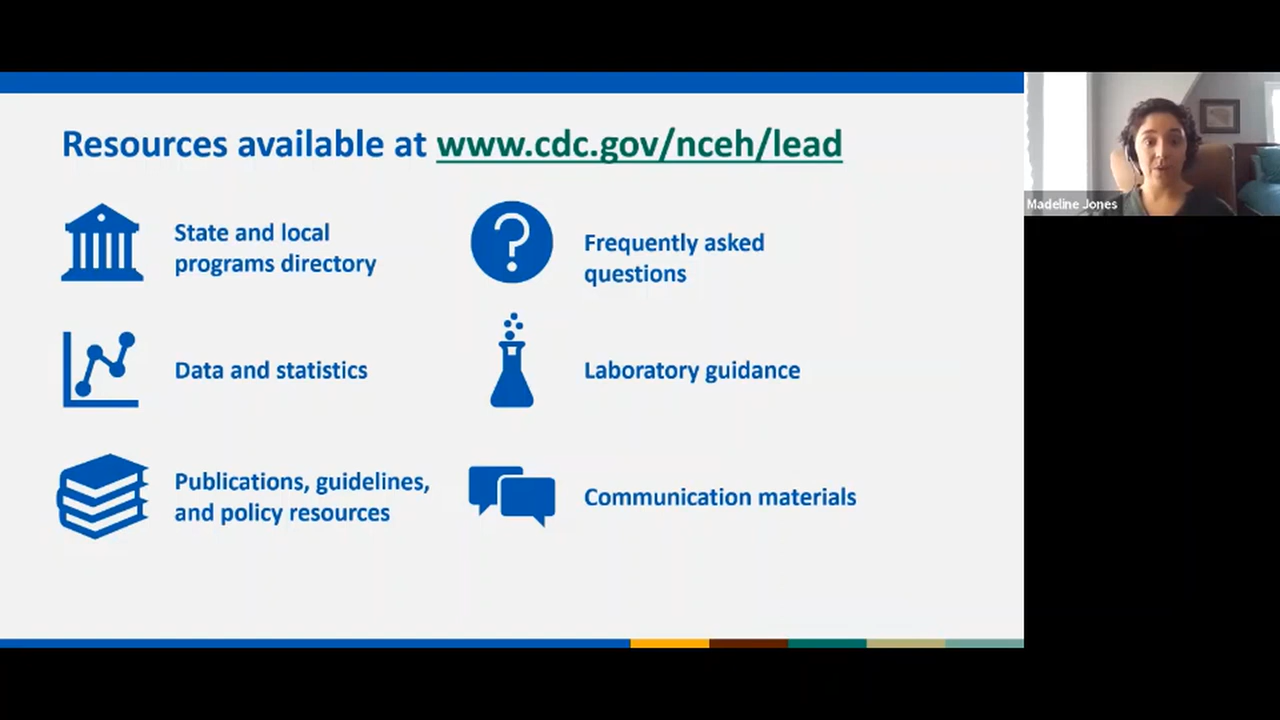 Resources available at www.cdc.gov/nceh/lead
State and local
programs directory
Frequently asked
questions
Data and statistics
Laboratory guidance
Publications, guidelines,
and policy resources
Communication materials
Madeline Jones